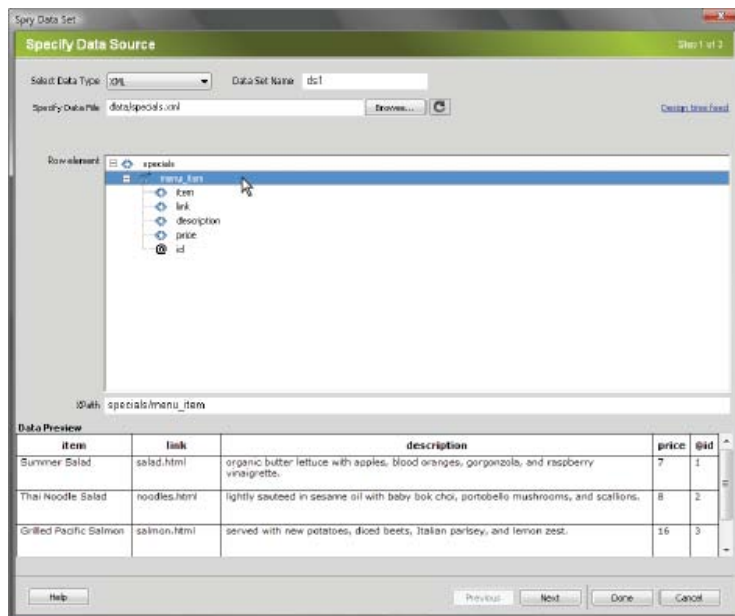 Spry Data Set
Specify Data Source
Step 1 of 3
Select Data Type XML Data Set Name ds1
Specify Data File data/specials.xml Browse... Design time feed
Row element specials
menu_item
item
link
description
price
@ id
XPath specials/menu_item
Data Preview
item link description price @id
Summer Salad salad.html organic butter lettuce with apples, blood oranges, gorgonzola, and raspberry
vinaigrette. 7 1
Thai Noodle Salad noodles.html lightly sauteed in sesame oil with baby bok choi, portobello mushrooms, and scallions. 8 2
Grilled Pacific Salmon salmon.html served with new potatoes, diced beets, Italian parlsey, and lemon zest. 16 3
Help Previous Next Done Cancel